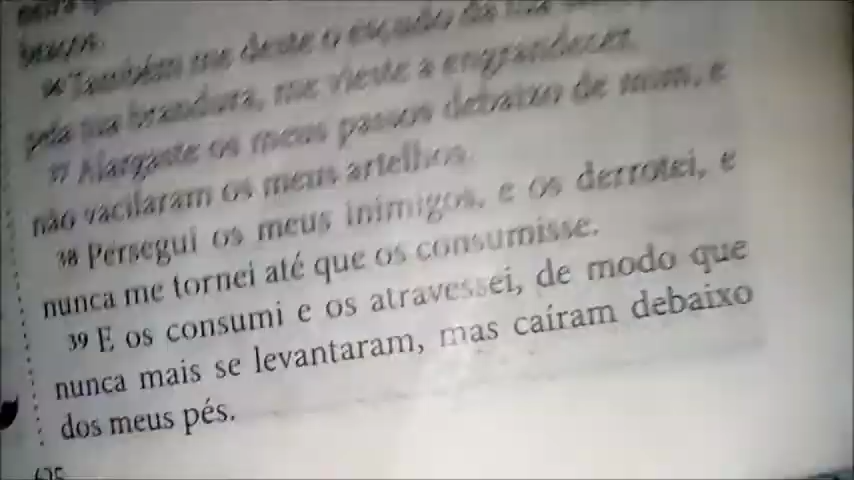 36 Também me deste o escudo da tua
pela tua brandura, me vieste a engrandecer.
37 Alargaste os meus passos debaixo de mim, e
não vacilaram os meus artelhos.
38 Persegui os meus inimigos, e os derrotei, e
nunca me tornei até que os consumisse.
39 E os consumi e os atravessei, de modo que
nunca mais se levantaram, mas caíram debaixo
dos meus pés.